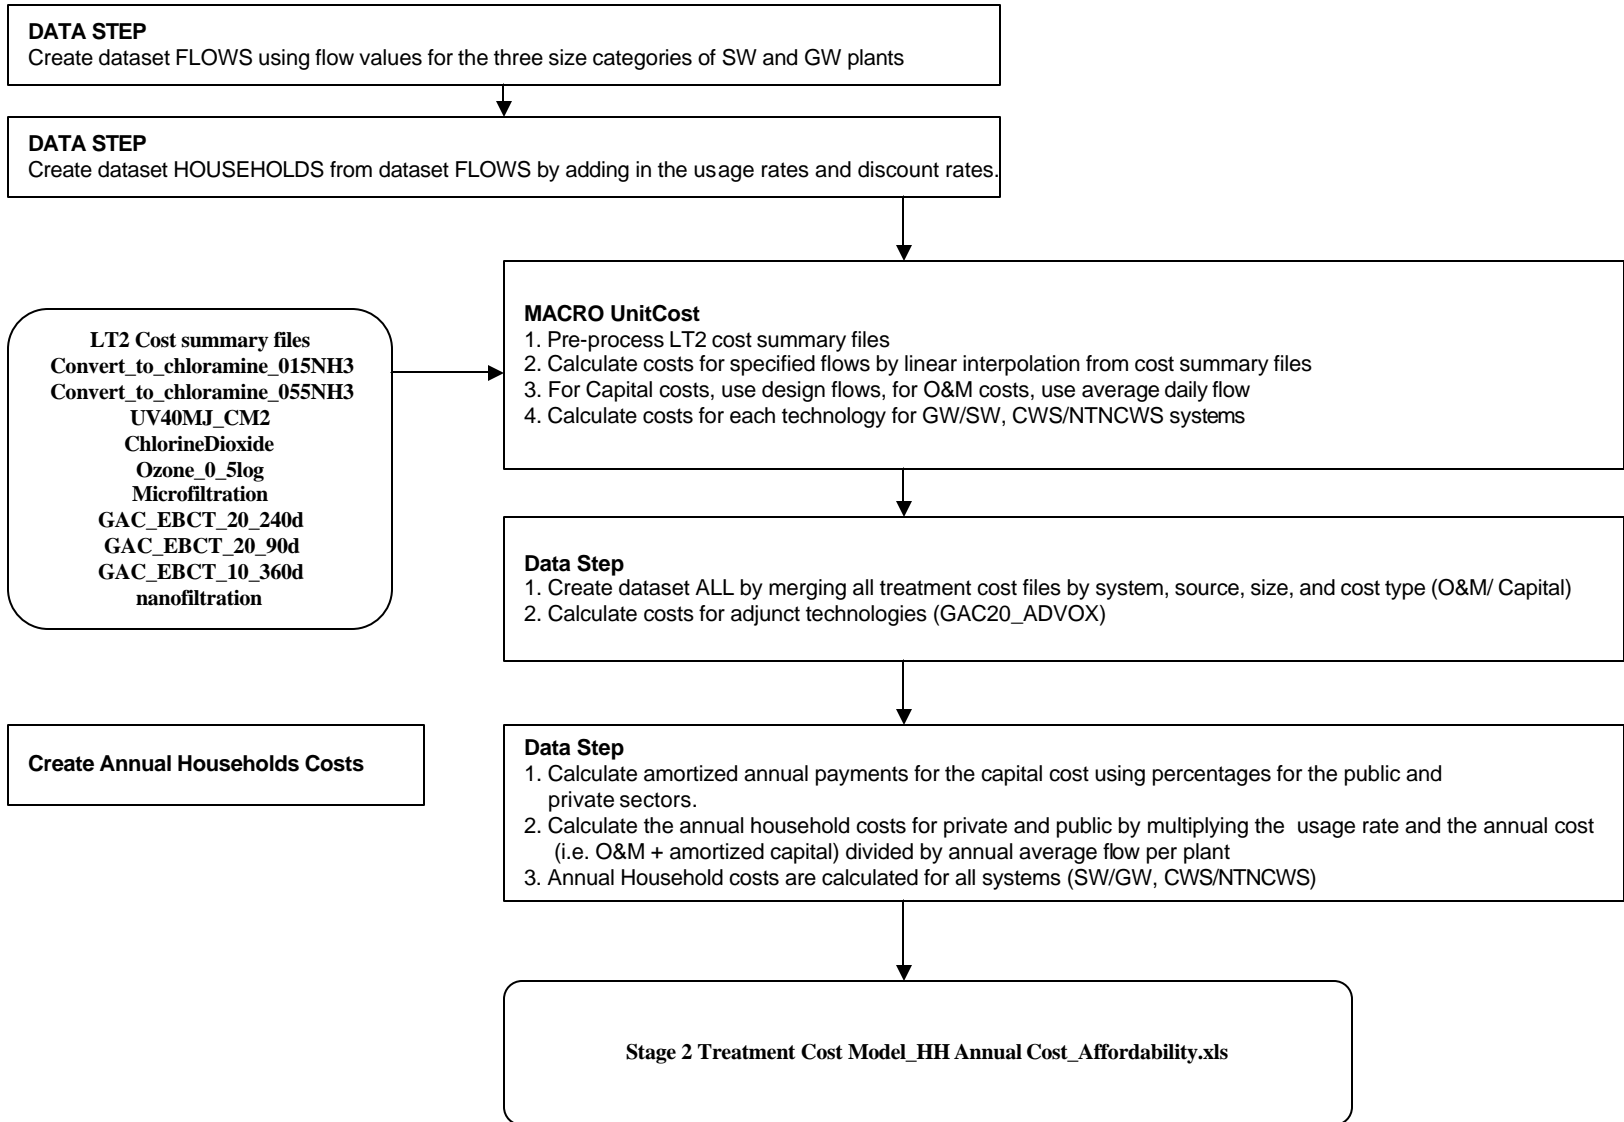 DATA STEP
Create dataset FLOWS using flow values for the three size categories of SW and GW plants
DATA STEP
Create dataset HOUSEHOLDS from dataset FLOWS by adding in the usage rates and discount rates.
LT2 Cost summary files
Convert_to_chloramine_015NH3
Convert_to_chloramine_055NH3
UV40MJ_CM2
ChlorineDioxide
Ozone_0_5log
Microfiltration
GAC_EBCT_20_240d
GAC_EBCT_20_90d
GAC_EBCT_10_360d
nanofiltration
MACRO UnitCost
1. Pre-process LT2 cost summary files
2. Calculate costs for specified flows by linear interpolation from cost summary files
3. For Capital costs, use design flows, for O&M costs, use average daily flow
4. Calculate costs for each technology for GW/SW, CWS/NTNCWS systems
Data Step
1. Create dataset ALL by merging all treatment cost files by system, source, size, and cost type (O&M/ Capital)
2. Calculate costs for adjunct technologies (GAC20_ADVOX)
Create Annual Households Costs
Data Step
1. Calculate amortized annual payments for the capital cost using percentages for the public and
private sectors.
2. Calculate the annual household costs for private and public by multiplying the usage rate and the annual cost
(i.e. O&M + amortized capital) divided by annual average flow per plant
3. Annual Household costs are calculated for all systems (SW/GW, CWS/NTNCWS)
Stage 2 Treatment Cost Model_HH Annual Cost_Affordability.xls